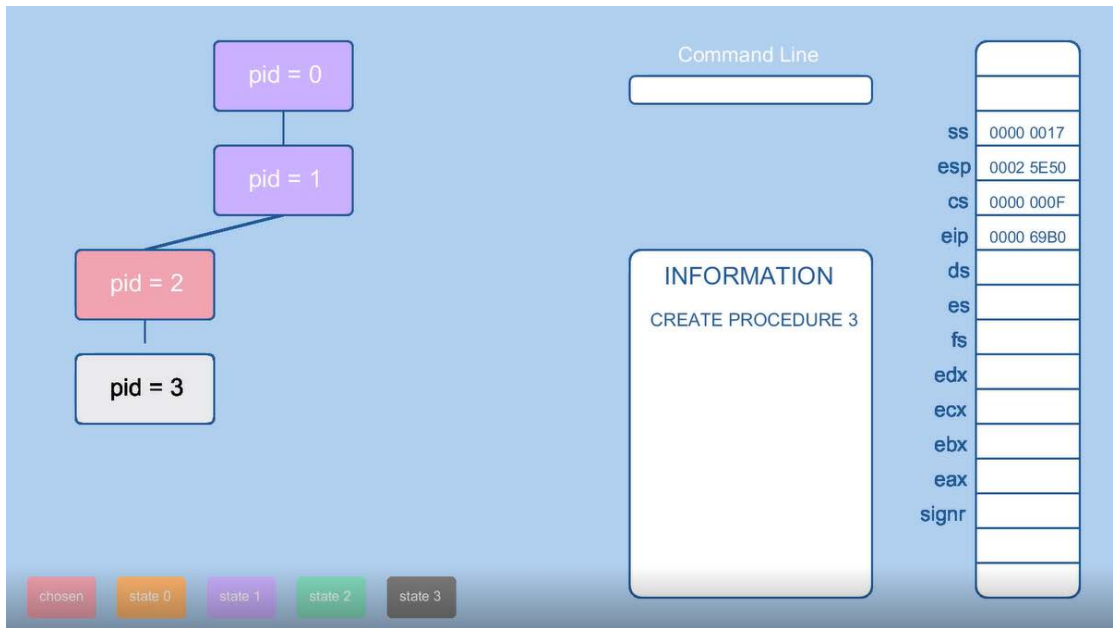 pid = 0
pid = 1
pid = 2
pid = 3
Command Line
INFORMATION
CREATE PROCEDURE 3
ss 0000 0017
esp 0002 5E50
cs 0000 000F
eip 0000 69B0
ds
es
fs
edx
ecx
ebx
eax
signr
chosen state 0 state 1 state 2 state 3